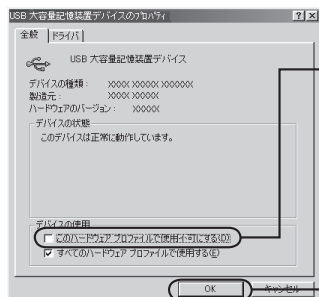 USB 大容量記憶装置デバイスのプロパティ
全般 ドライバ
USB 大容量記憶装置デバイス
デバイスの種類: XXXX XXXXX XXXXXX
製造元: XXXXX XXXXX
ハードウェアのバージョン: XXXXX
デバイスの状態
このデバイスは正常に動作しています。
デバイスの使用
このハードウェア プロファイルで使用不可にする(D)
すべてのハードウェア プロファイルで使用する(E)
OK キャンセル